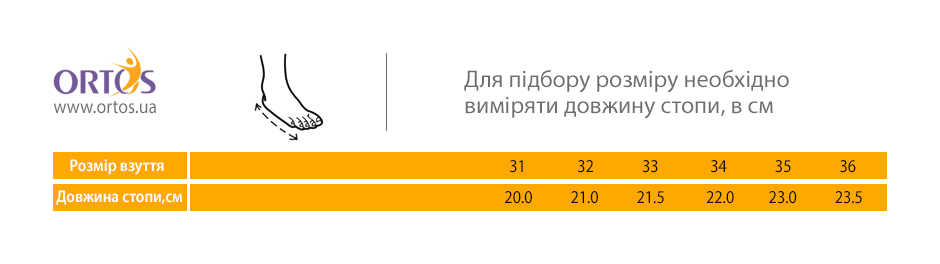 ORTOS
www.ortos.ua
Для підбору розміру необхідно
виміряти довжину стопи, в см
Розмір взуття 31 32 33 34 35 36
Довжина стопи,см 20.0 21.0 21.5 22.0 23.0 23.5